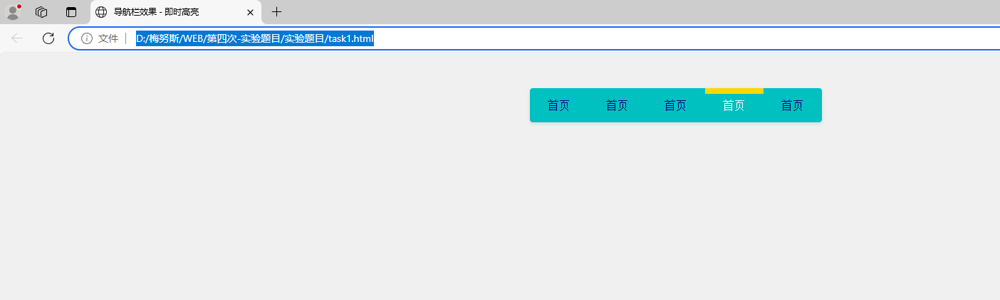 导航栏效果 - 即时高亮
文件 D:/梅努斯/WEB/第四次-实验题目/实验题目/task1.html
首页 首页 首页 首页 首页